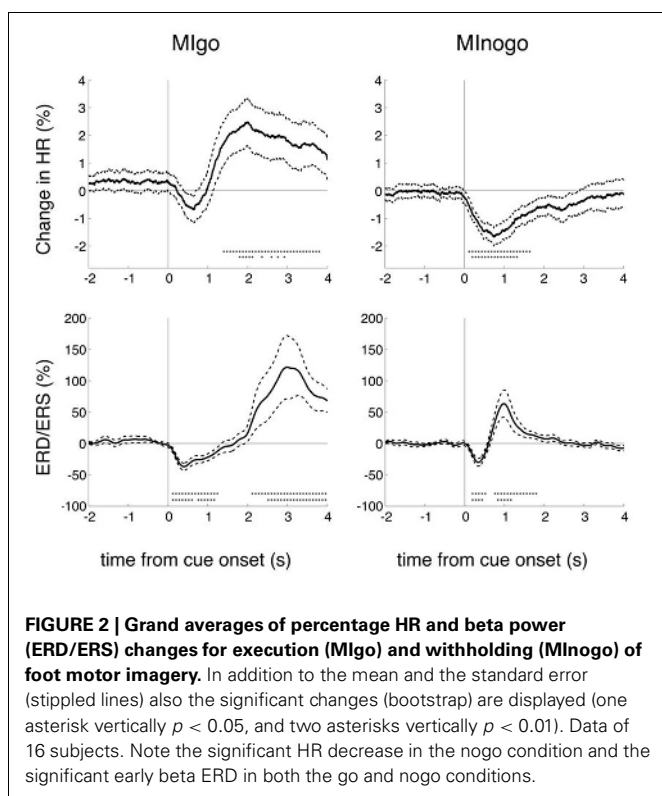 MIgo MInogo
Change in HR (%)
4 4
3 3
2 2
1 1
0 0
-1 -1
-2 -2
-2 -1 0 1 2 3 4 -2 -1 0 1 2 3 4
ERD/ERS (%)
200 200
150 150
100 100
50 50
0 0
-50 -50
-100 -100
-2 -1 0 1 2 3 4 -2 -1 0 1 2 3 4
time from cue onset (s) time from cue onset (s)
FIGURE 2 | Grand averages of percentage HR and beta power
(ERD/ERS) changes for execution (MIgo) and withholding (MInogo) of
foot motor imagery. In addition to the mean and the standard error
(stippled lines) also the significant changes (bootstrap) are displayed (one
asterisk vertically p < 0.05, and two asterisks vertically p < 0.01). Data of
16 subjects. Note the significant HR decrease in the nogo condition and the
significant early beta ERD in both the go and nogo conditions.